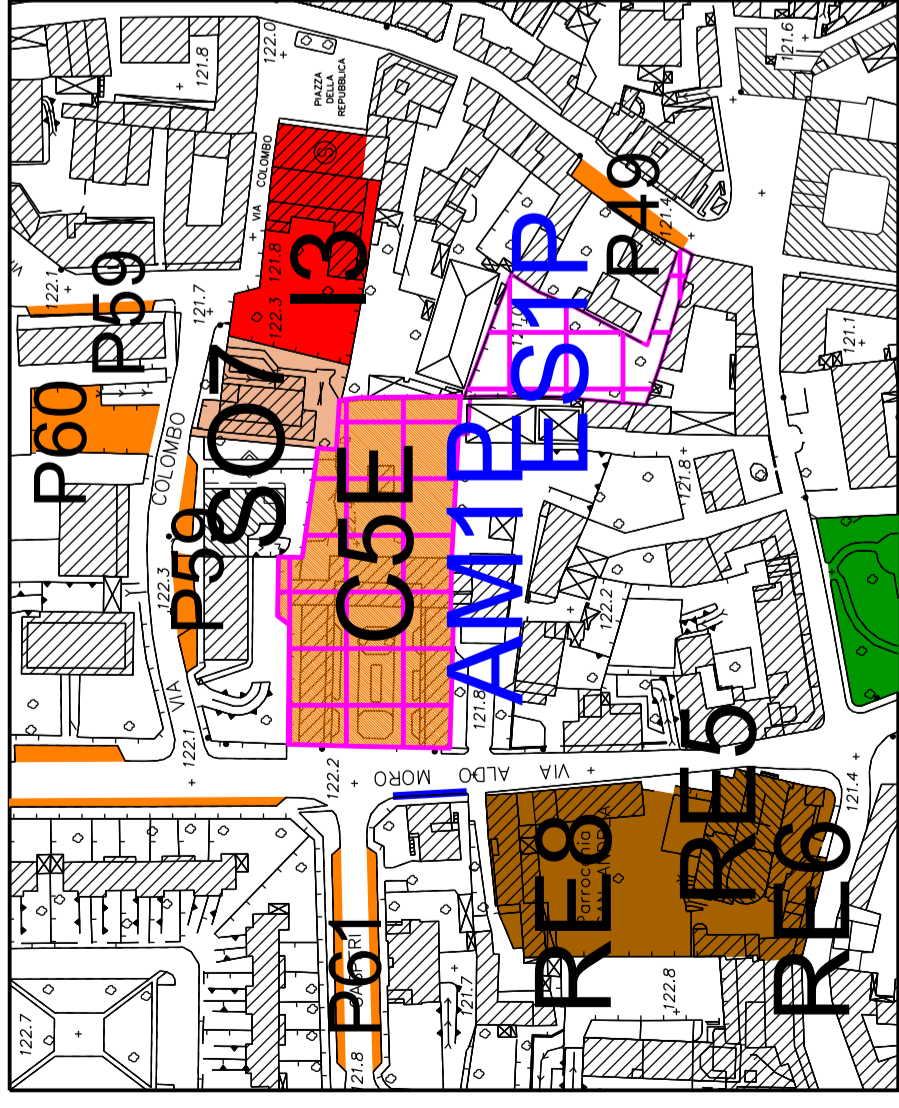 122.0
121.8
121.6
PIAZZA
DELLA
REPUBBLICA
VIA COLOMBO
S
P49
121.4
I3
121.8
122.3
122.1
P59
121.7
P60
SO7
VIA COLOMBO
P59
122.3
C5E
AM1P
ES1P
121.1
121.8
122.2
121.8
122.1
122.2
VIA ALDO MORO
121.4
RE5
RE8
RE6
Parrocchia
P61
121.7
122.8
122.7
121.8